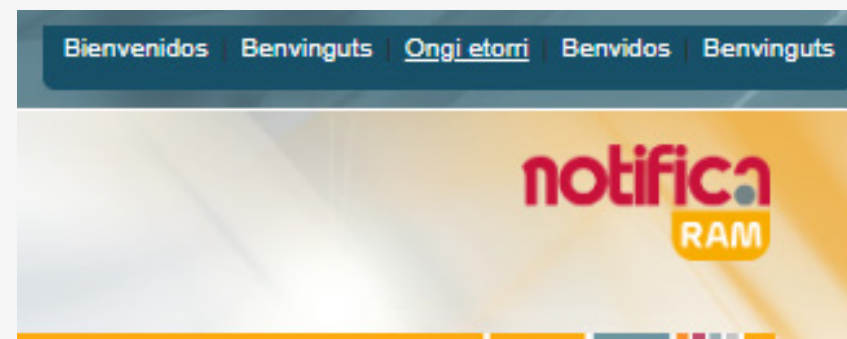 Bienvenidos | Benvinguts | Ongi etorri | Benvidos | Benvinguts
notifica
RAM